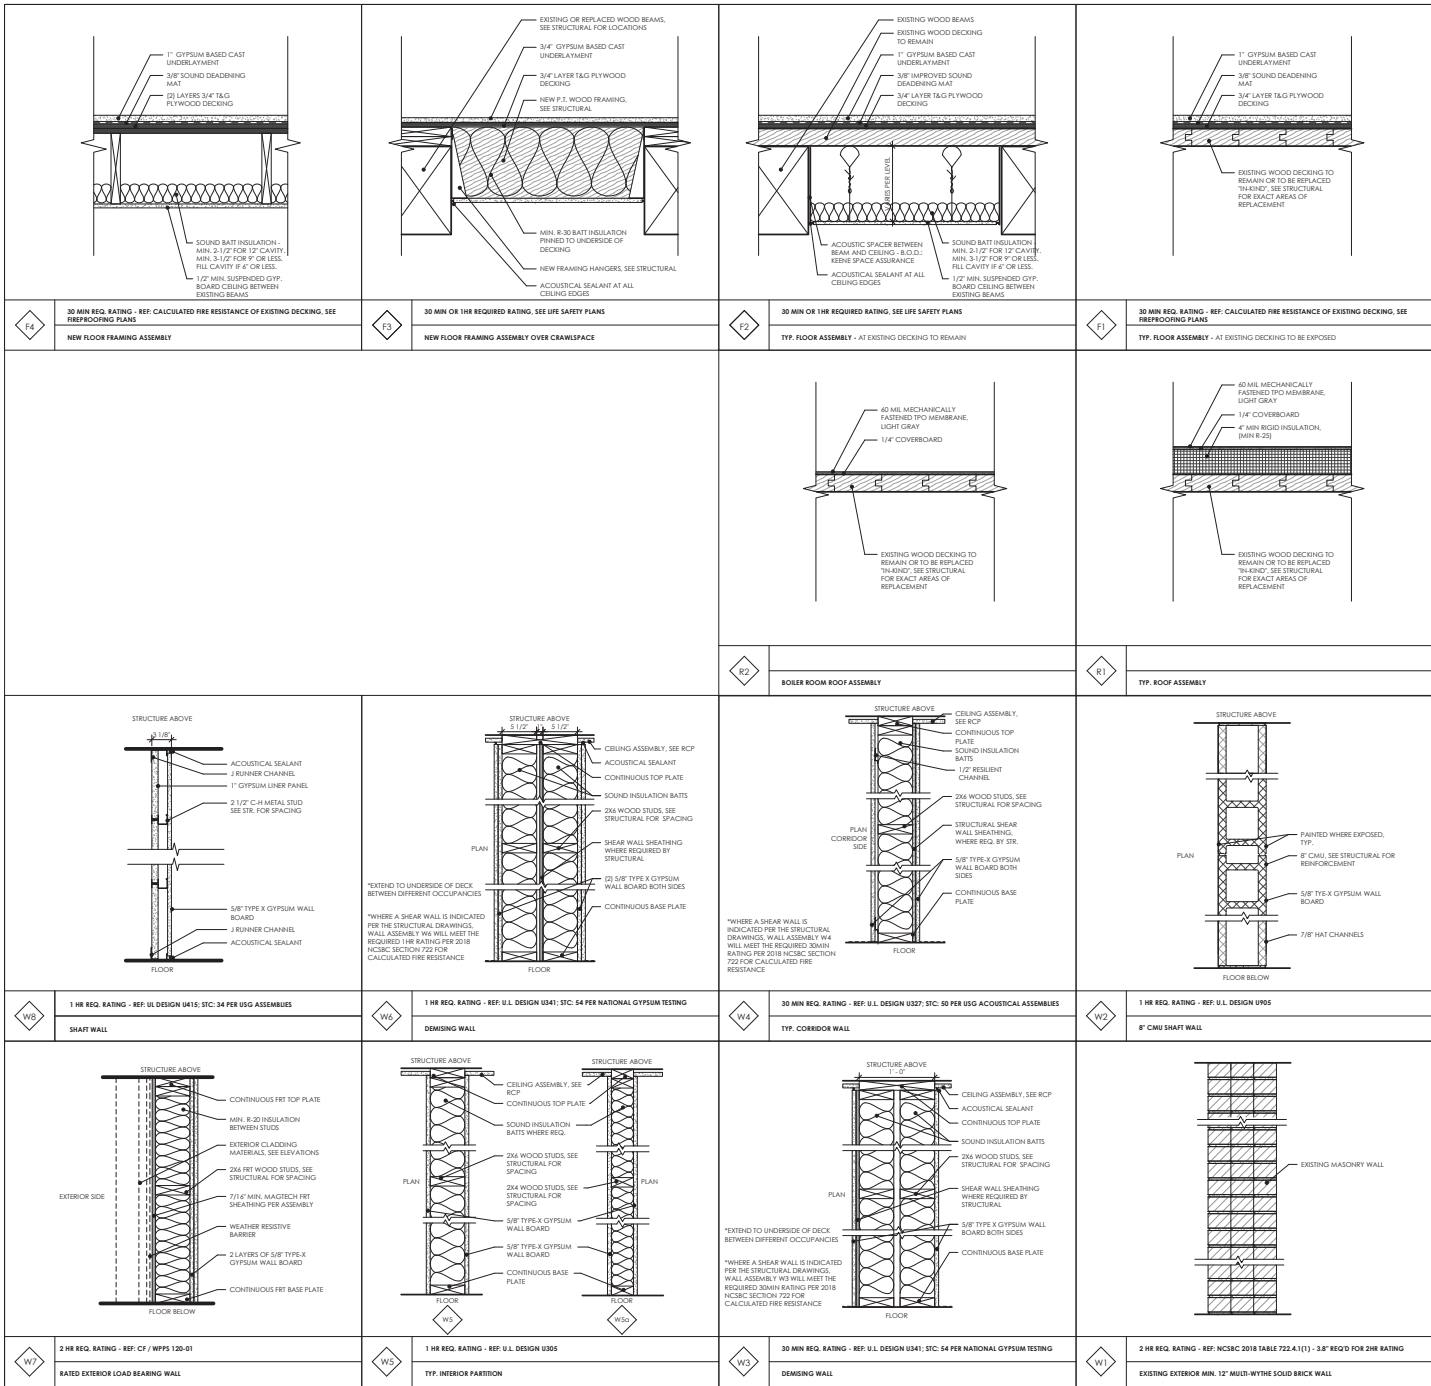 1" GYPSUM BASED CAST
UNDERLAYMENT
3/8" SOUND DEADENING
MAT
(2) LAYERS 3/4" T&G
PLYWOOD DECKING
SOUND BATT INSULATION -
MIN. 2-1/2" FOR 12" CAVITY.
MIN. 3-1/2" FOR 9" OR LESS.
FILL CAVITY IF 6" OR LESS.
1/2" MIN. SUSPENDED GYP.
BOARD CEILING BETWEEN
EXISTING BEAMS
F4
30 MIN REQ. RATING - REF: CALCULATED FIRE RESISTANCE OF EXISTING DECKING, SEE
FIREPROOFING PLANS
NEW FLOOR FRAMING ASSEMBLY
EXISTING OR REPLACED WOOD BEAMS,
SEE STRUCTURAL FOR LOCATIONS
3/4" GYPSUM BASED CAST
UNDERLAYMENT
3/4" LAYER T&G PLYWOOD
DECKING
NEW P.T. WOOD FRAMING,
SEE STRUCTURAL
MIN. R-30 BATT INSULATION
PINNED TO UNDERSIDE OF
DECKING
NEW FRAMING HANGERS, SEE STRUCTURAL
ACOUSTICAL SEALANT AT ALL
CEILING EDGES
F3
30 MIN OR 1HR REQUIRED RATING, SEE LIFE SAFETY PLANS
NEW FLOOR FRAMING ASSEMBLY OVER CRAWLSPACE
EXISTING WOOD BEAMS
EXISTING WOOD DECKING
TO REMAIN
1" GYPSUM BASED CAST
UNDERLAYMENT
3/8" IMPROVED SOUND
DEADENING MAT
3/4" LAYER T&G PLYWOOD
DECKING
VARIES PER LEVEL
ACOUSTIC SPACER BETWEEN
BEAM AND CEILING - B.O.D.:
KEENE SPACE ASSURANCE
ACOUSTICAL SEALANT AT ALL
CEILING EDGES
SOUND BATT INSULATION -
MIN. 2-1/2" FOR 12" CAVITY.
MIN. 3-1/2" FOR 9" OR LESS.
FILL CAVITY IF 6" OR LESS.
1/2" MIN. SUSPENDED GYP.
BOARD CEILING BETWEEN
EXISTING BEAMS
F2
30 MIN OR 1HR REQUIRED RATING, SEE LIFE SAFETY PLANS
TYP. FLOOR ASSEMBLY - AT EXISTING DECKING TO REMAIN
1" GYPSUM BASED CAST
UNDERLAYMENT
3/8" SOUND DEADENING
MAT
3/4" LAYER T&G PLYWOOD
DECKING
EXISTING WOOD DECKING TO
REMAIN OR TO BE REPLACED
"IN-KIND", SEE STRUCTURAL
FOR EXACT AREAS OF
REPLACEMENT
F1
30 MIN REQ. RATING - REF: CALCULATED FIRE RESISTANCE OF EXISTING DECKING, SEE
FIREPROOFING PLANS
TYP. FLOOR ASSEMBLY - AT EXISTING DECKING TO BE EXPOSED
60 MIL MECHANICALLY
FASTENED TPO MEMBRANE,
LIGHT GRAY
1/4" COVERBOARD
EXISTING WOOD DECKING TO
REMAIN OR TO BE REPLACED
"IN-KIND", SEE STRUCTURAL
FOR EXACT AREAS OF
REPLACEMENT
R2
BOILER ROOM ROOF ASSEMBLY
60 MIL MECHANICALLY
FASTENED TPO MEMBRANE,
LIGHT GRAY
1/4" COVERBOARD
4" MIN RIGID INSULATION,
(MIN R-25)
EXISTING WOOD DECKING TO
REMAIN OR TO BE REPLACED
"IN-KIND", SEE STRUCTURAL
FOR EXACT AREAS OF
REPLACEMENT
R1
TYP. ROOF ASSEMBLY
STRUCTURE ABOVE
3 1/8"
ACOUSTICAL SEALANT
J RUNNER CHANNEL
1" GYPSUM LINER PANEL
2 1/2" C-H METAL STUD
SEE STR. FOR SPACING
5/8" TYPE X GYPSUM WALL
BOARD
J RUNNER CHANNEL
ACOUSTICAL SEALANT
FLOOR
W8
1 HR REQ. RATING - REF: UL DESIGN U415; STC: 34 PER USG ASSEMBLIES
SHAFT WALL
STRUCTURE ABOVE
5 1/2" 1" 5 1/2"
CEILING ASSEMBLY, SEE RCP
ACOUSTICAL SEALANT
CONTINUOUS TOP PLATE
SOUND INSULATION BATTS
2X6 WOOD STUDS, SEE
STRUCTURAL FOR SPACING
PLAN
SHEAR WALL SHEATHING
WHERE REQUIRED BY
STRUCTURAL
(2) 5/8" TYPE X GYPSUM
WALL BOARD BOTH SIDES
CONTINUOUS BASE PLATE
*EXTEND TO UNDERSIDE OF DECK
BETWEEN DIFFERENT OCCUPANCIES
*WHERE A SHEAR WALL IS INDICATED
PER THE STRUCTURAL DRAWINGS,
WALL ASSEMBLY W6 WILL MEET THE
REQUIRED 1HR RATING PER 2018
NCSBC SECTION 722 FOR
CALCULATED FIRE RESISTANCE
FLOOR
W6
1 HR REQ. RATING - REF: U.L. DESIGN U341; STC: 54 PER NATIONAL GYPSUM TESTING
DEMISING WALL
STRUCTURE ABOVE
CEILING ASSEMBLY,
SEE RCP
CONTINUOUS TOP
PLATE
SOUND INSULATION
BATTS
1/2" RESILIENT
CHANNEL
2X6 WOOD STUDS, SEE
STRUCTURAL FOR SPACING
PLAN
CORRIDOR
SIDE
STRUCTURAL SHEAR
WALL SHEATHING,
WHERE REQ. BY STR.
5/8" TYPE-X GYPSUM
WALL BOARD BOTH
SIDES
CONTINUOUS BASE
PLATE
*WHERE A SHEAR WALL IS
INDICATED PER THE STRUCTURAL
DRAWINGS, WALL ASSEMBLY W4
WILL MEET THE REQUIRED 30MIN
RATING PER 2018 NCSBC SECTION
722 FOR CALCULATED FIRE
RESISTANCE
FLOOR
W4
30 MIN REQ. RATING - REF: U.L. DESIGN U327; STC: 50 PER USG ACOUSTICAL ASSEMBLIES
TYP. CORRIDOR WALL
STRUCTURE ABOVE
PLAN
PAINTED WHERE EXPOSED,
TYP.
8" CMU, SEE STRUCTURAL FOR
REINFORCEMENT
5/8" TYE-X GYPSUM WALL
BOARD
7/8" HAT CHANNELS
FLOOR BELOW
W2
1 HR REQ. RATING - REF: U.L. DESIGN U905
8" CMU SHAFT WALL
STRUCTURE ABOVE
CONTINUOUS FRT TOP PLATE
MIN. R-20 INSULATION
BETWEEN STUDS
EXTERIOR CLADDING
MATERIALS, SEE ELEVATIONS
2X6 FRT WOOD STUDS, SEE
STRUCTURAL FOR SPACING
EXTERIOR SIDE
7/16" MIN. MAGTECH FRT
SHEATHING PER ASSEMBLY
WEATHER RESISTIVE
BARRIER
2 LAYERS OF 5/8" TYPE-X
GYPSUM WALL BOARD
CONTINUOUS FRT BASE PLATE
FLOOR BELOW
W7
2 HR REQ. RATING - REF: CF / WPPS 120-01
RATED EXTERIOR LOAD BEARING WALL
STRUCTURE ABOVE
STRUCTURE ABOVE
CEILING ASSEMBLY, SEE
RCP
CONTINUOUS TOP PLATE
SOUND INSULATION
BATTS WHERE REQ.
2X6 WOOD STUDS, SEE
STRUCTURAL FOR
SPACING
PLAN
PLAN
2X4 WOOD STUDS, SEE
STRUCTURAL FOR
SPACING
5/8" TYPE-X GYPSUM
WALL BOARD
5/8" TYPE-X GYPSUM
WALL BOARD
CONTINUOUS BASE
PLATE
FLOOR
FLOOR
W5
W5a
W5
1 HR REQ. RATING - REF: U.L. DESIGN U305
TYP. INTERIOR PARTITION
STRUCTURE ABOVE
1' - 0"
CEILING ASSEMBLY, SEE RCP
ACOUSTICAL SEALANT
CONTINUOUS TOP PLATE
SOUND INSULATION BATTS
2X6 WOOD STUDS, SEE
STRUCTURAL FOR SPACING
PLAN
SHEAR WALL SHEATHING
WHERE REQUIRED BY
STRUCTURAL
5/8" TYPE X GYPSUM WALL
BOARD BOTH SIDES
CONTINUOUS BASE PLATE
*EXTEND TO UNDERSIDE OF DECK
BETWEEN DIFFERENT OCCUPANCIES
*WHERE A SHEAR WALL IS INDICATED
PER THE STRUCTURAL DRAWINGS,
WALL ASSEMBLY W3 WILL MEET THE
REQUIRED 30MIN RATING PER 2018
NCSBC SECTION 722 FOR
CALCULATED FIRE RESISTANCE
FLOOR
W3
30 MIN REQ. RATING - REF: U.L. DESIGN U341; STC: 54 PER NATIONAL GYPSUM TESTING
DEMISING WALL
EXISTING MASONRY WALL
W1
2 HR REQ. RATING - REF: NCSBC 2018 TABLE 722.4.1(1) - 3.8" REQ'D FOR 2HR RATING
EXISTING EXTERIOR MIN. 12" MULTI-WYTHE SOLID BRICK WALL